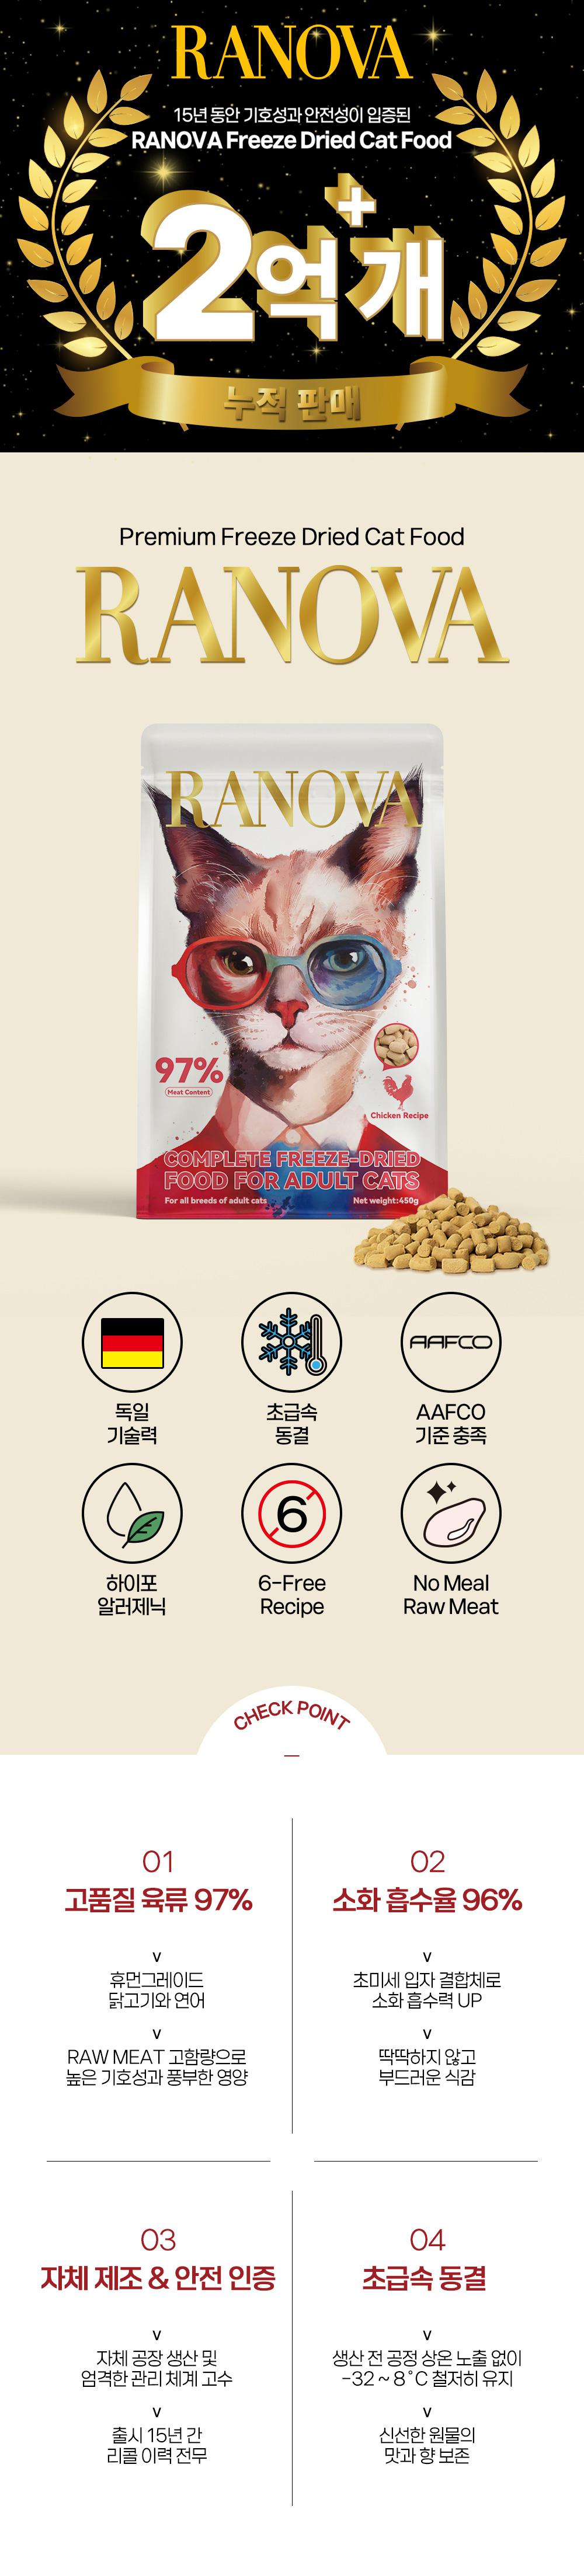 RANOVA
15년 동안 기호성과 안전성이 입증된
RANOVA Freeze Dried Cat Food
2억+개
누적 판매
Premium Freeze Dried Cat Food
RANOVA
RANOVA
97%
Meat Content
Chicken Recipe
COMPLETE FREEZE-DRIED
FOOD FOR ADULT CATS
For all breeds of adult cats
Net weight:450g
AAFCO
독일
기술력
초급속
동결
AAFCO
기준 충족
6
하이포
알러제닉
6-Free
Recipe
No Meal
Raw Meat
CHECK POINT
01
고품질 육류 97%
휴먼그레이드
닭고기와 연어
RAW MEAT 고함량으로
높은 기호성과 풍부한 영양
02
소화 흡수율 96%
초미세 입자 결합체로
소화 흡수력 UP
딱딱하지 않고
부드러운 식감
03
자체 제조 & 안전 인증
자체 공장 생산 및
엄격한 관리 체계 고수
출시 15년 간
리콜 이력 전무
04
초급속 동결
생산 전 공정 상온 노출 없이
-32 ~ 8˚C 철저히 유지
신선한 원물의
맛과 향 보존